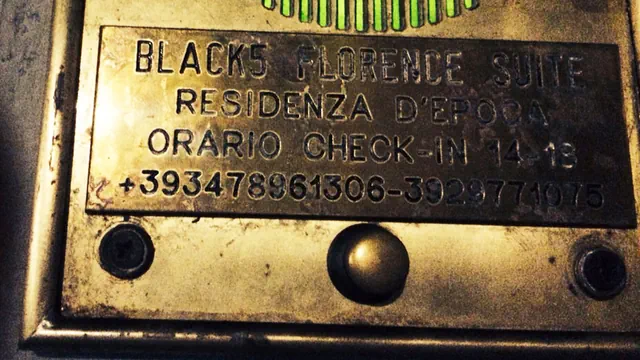 BLACK5 FLORENCE SUITE
RESIDENZA D'EPOCA
ORARIO CHECK-IN 14-18
+393478961306-3929771075